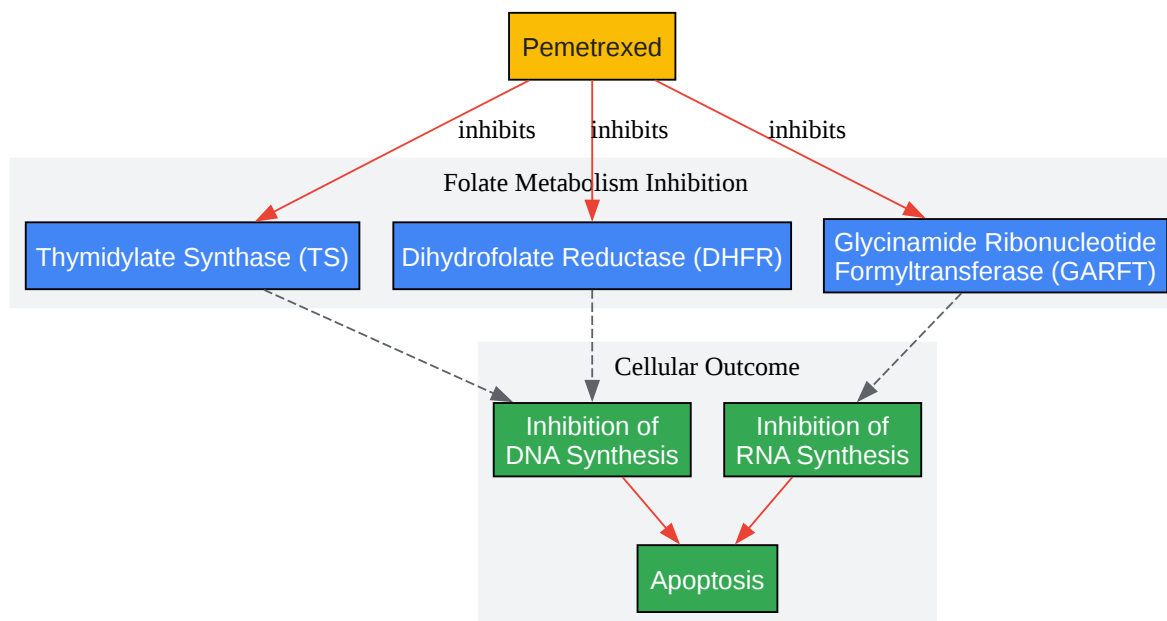 Pemetrexed
inhibits
inhibits
inhibits
Folate Metabolism Inhibition
Thymidylate Synthase (TS)
Dihydrofolate Reductase (DHFR)
Glycinamide Ribonucleotide
Formyltransferase (GARFT)
Cellular Outcome
Inhibition of
DNA Synthesis
Inhibition of
RNA Synthesis
Apoptosis